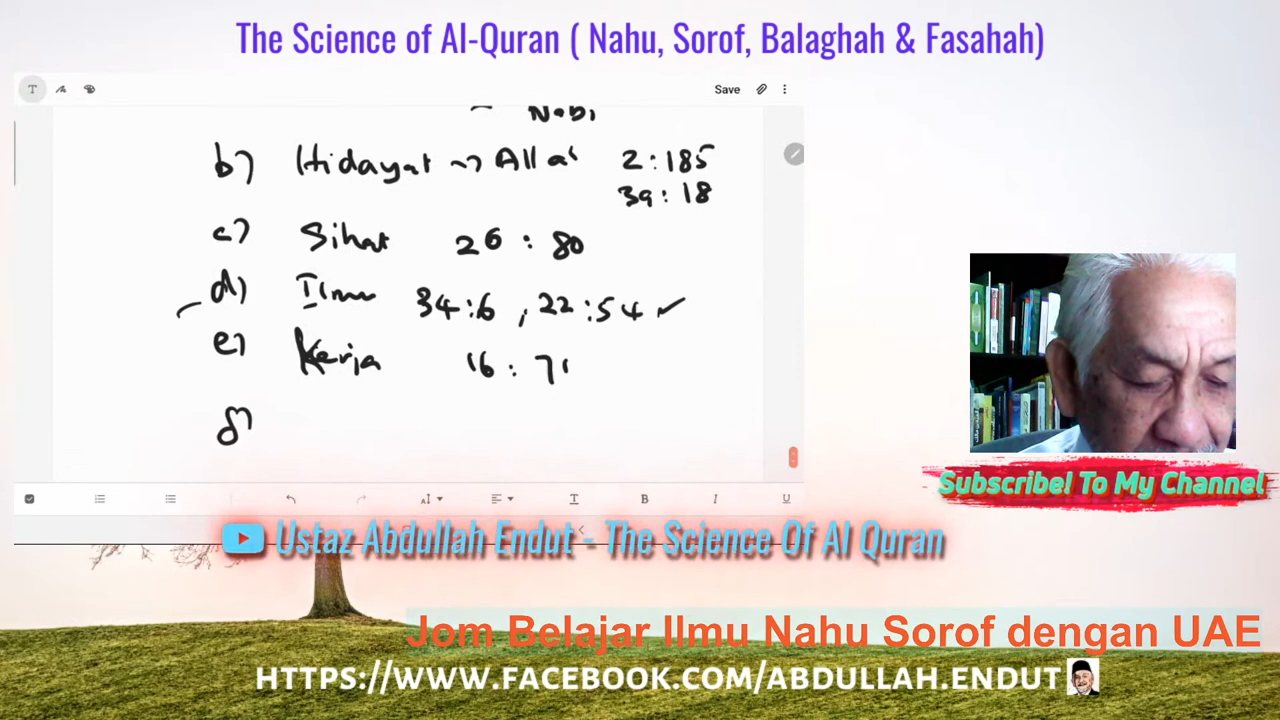 The Science of Al-Quran ( Nahu, Sorof, Balaghah & Fasahah)
T Save
Nabi
b) Hidayat → Allah 2:185
39:18
c) Sihat 26:80
d) Ilmu 34:6, 22:54 ✓
e) Kerja 16:71
B I U
Subscribe! To My Channel
Ustaz Abdullah Endut - The Science Of Al Quran
Jom Belajar Ilmu Nahu Sorof dengan UAE
HTTPS://WWW.FACEBOOK.COM/ABDULLAH.ENDUT